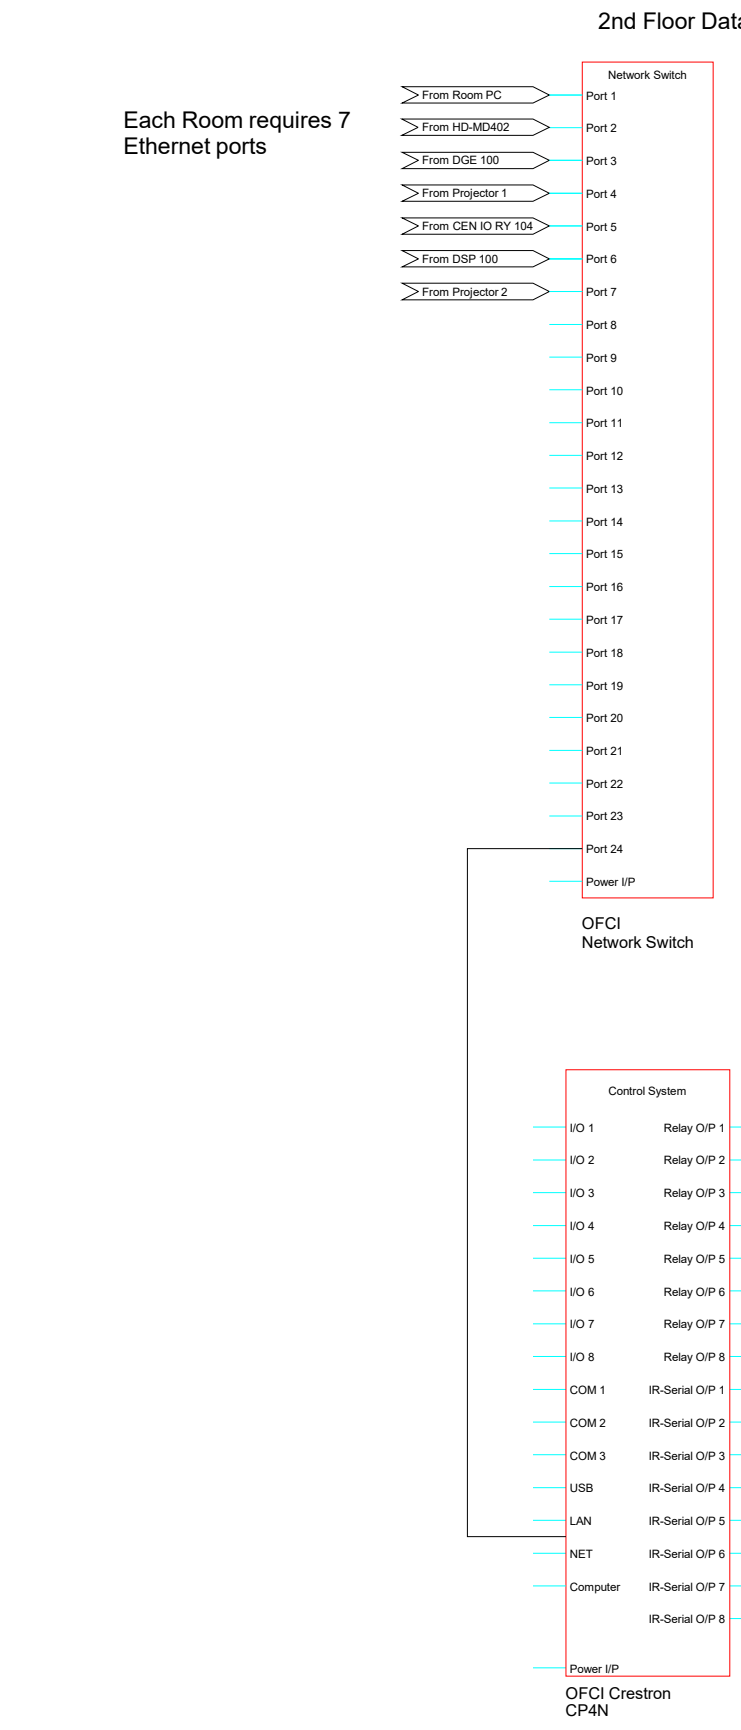 2nd Floor Data
Network Switch
Each Room requires 7
Ethernet ports
From Room PC
Port 1
From HD-MD402
Port 2
From DGE 100
Port 3
From Projector 1
Port 4
From CEN IO RY 104
Port 5
From DSP 100
Port 6
From Projector 2
Port 7
Port 8
Port 9
Port 10
Port 11
Port 12
Port 13
Port 14
Port 15
Port 16
Port 17
Port 18
Port 19
Port 20
Port 21
Port 22
Port 23
Port 24
Power I/P
OFCI
Network Switch
Control System
I/O 1 Relay O/P 1
I/O 2 Relay O/P 2
I/O 3 Relay O/P 3
I/O 4 Relay O/P 4
I/O 5 Relay O/P 5
I/O 6 Relay O/P 6
I/O 7 Relay O/P 7
I/O 8 Relay O/P 8
COM 1 IR-Serial O/P 1
COM 2 IR-Serial O/P 2
COM 3 IR-Serial O/P 3
USB IR-Serial O/P 4
LAN IR-Serial O/P 5
NET IR-Serial O/P 6
Computer IR-Serial O/P 7
IR-Serial O/P 8
Power I/P
OFCI Crestron
CP4N